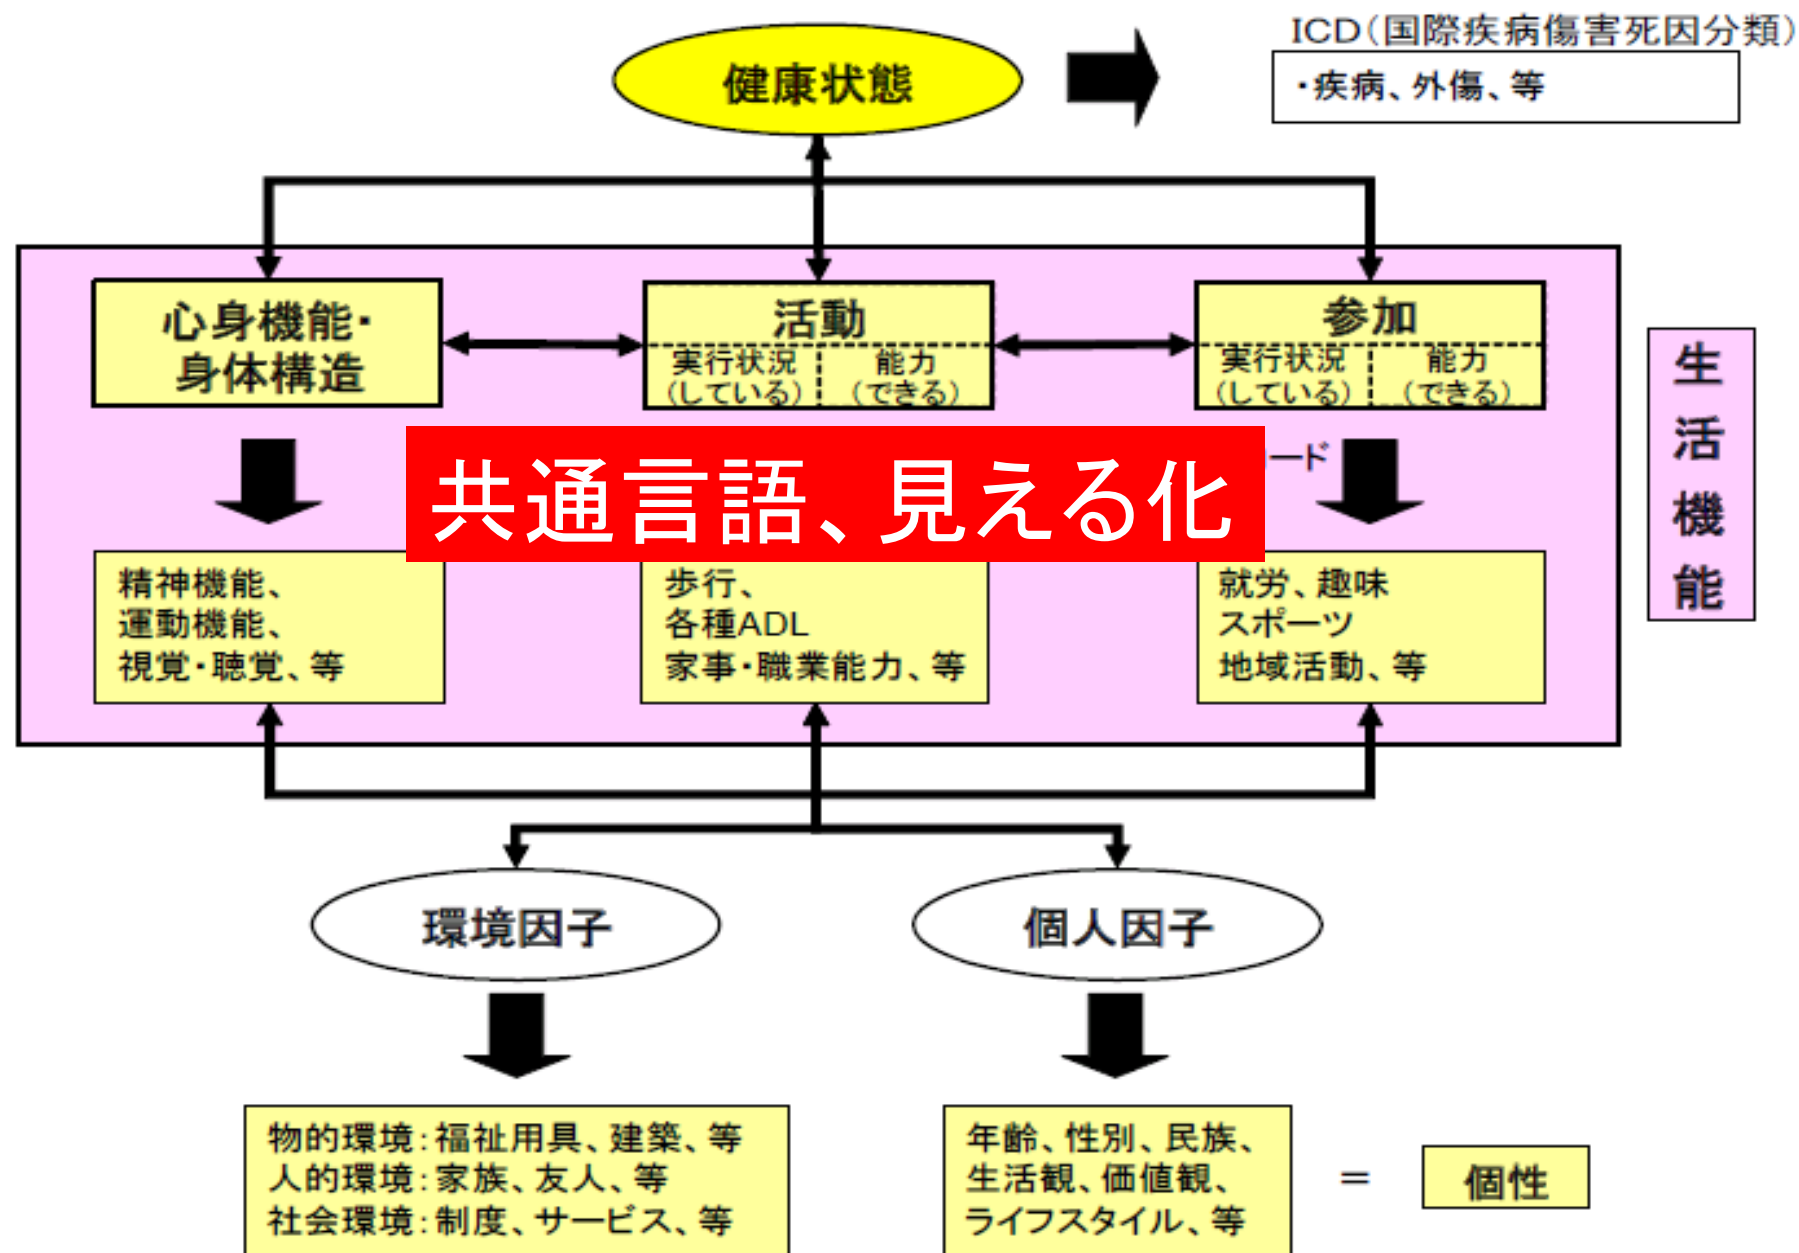 ICD(国際疾病傷害死因分類)
健康状態
・疾病、外傷、等
心身機能・
身体構造
活動
実行状況
(している)
能力
(できる)
参加
実行状況
(している)
能力
(できる)
生活機能
ード
共通言語、見える化
精神機能、
運動機能、
視覚・聴覚、等
歩行、
各種ADL
家事・職業能力、等
就労、趣味
スポーツ
地域活動、等
環境因子
個人因子
物的環境:福祉用具、建築、等
人的環境:家族、友人、等
社会環境:制度、サービス、等
年齢、性別、民族、
生活観、価値観、
ライフスタイル、等
=
個性